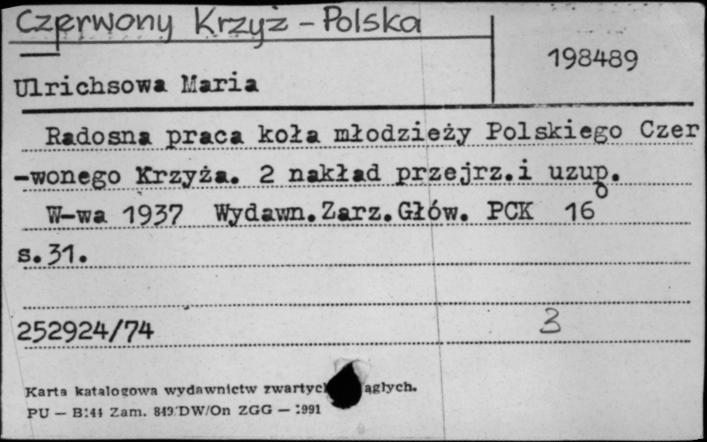 Czerwony Krzyż - Polska
198489
Ulrichsowa Maria
Radosna praca koła młodzieży Polskiego Czer
-wonego Krzyża. 2 nakład przejrz.i uzup.
W-wa 1937 Wydawn.Zarz.Głów. PCK 16°
s.31.
252924/74
3
Karta katalogowa wydawnictw zwartych ągłych.
PU — B:44 Zam. 849/DW/On ZGG — 1991